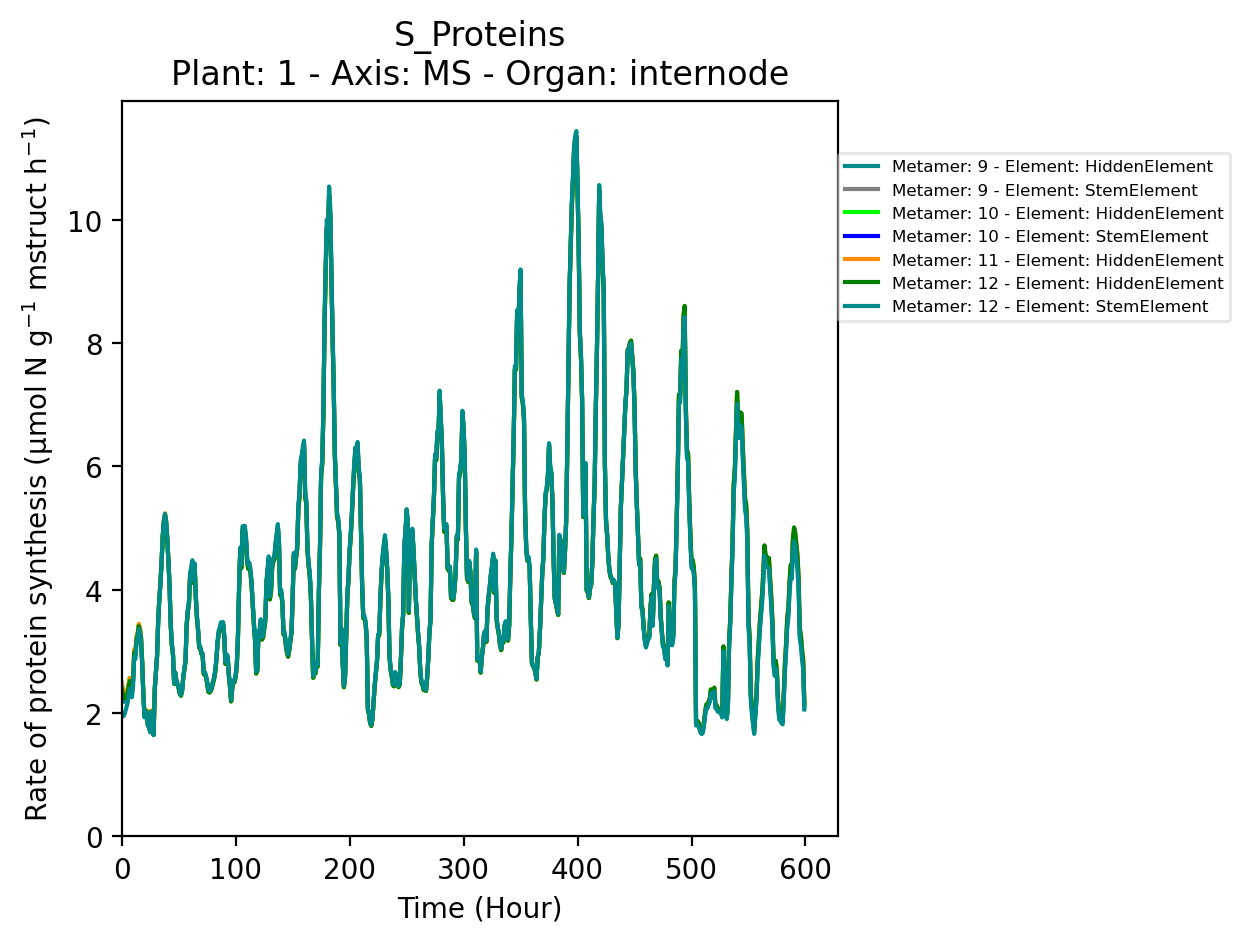 S_Proteins
Plant: 1 - Axis: MS - Organ: internode
Rate of protein synthesis (µmol N g⁻¹ mstruct h⁻¹)
10
8
6
4
2
0
0 100 200 300 400 500 600
Time (Hour)
Metamer: 9 - Element: HiddenElement
Metamer: 9 - Element: StemElement
Metamer: 10 - Element: HiddenElement
Metamer: 10 - Element: StemElement
Metamer: 11 - Element: HiddenElement
Metamer: 12 - Element: HiddenElement
Metamer: 12 - Element: StemElement